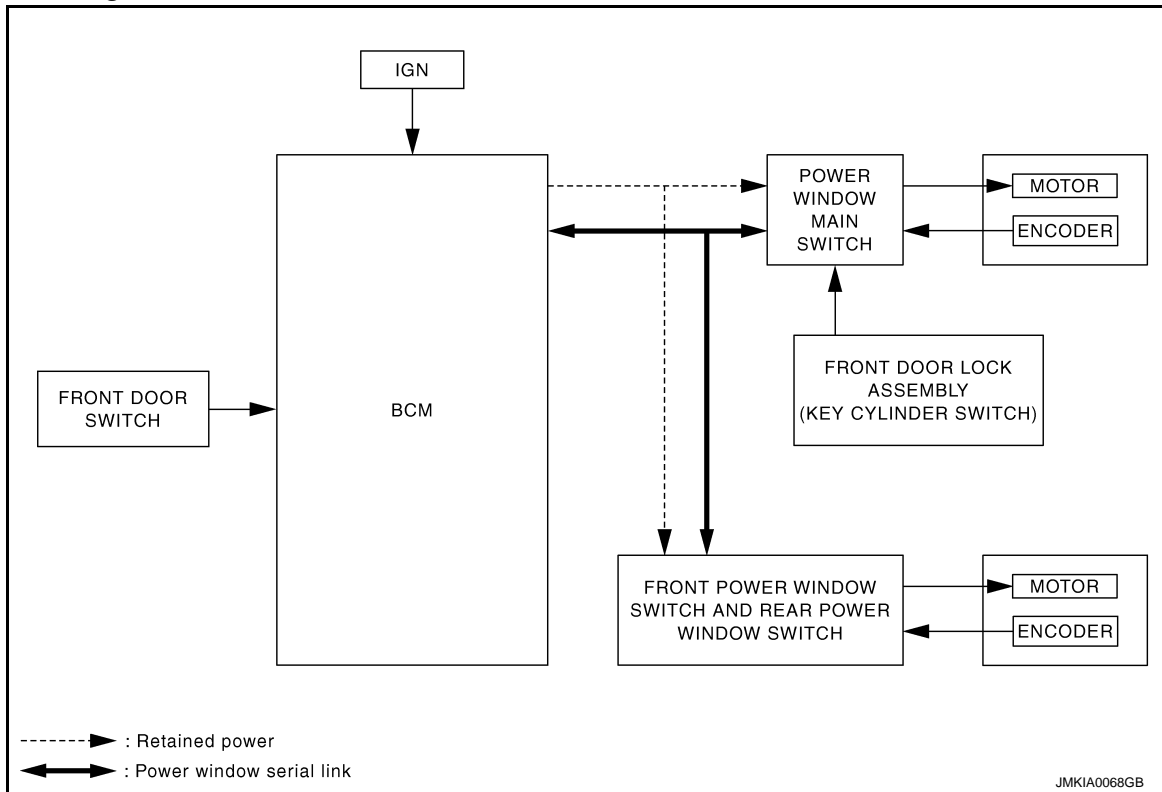 IGN
POWER
WINDOW
MAIN
SWITCH
MOTOR
ENCODER
FRONT DOOR LOCK
ASSEMBLY
(KEY CYLINDER SWITCH)
FRONT DOOR
SWITCH
BCM
FRONT POWER WINDOW
SWITCH AND REAR POWER
WINDOW SWITCH
MOTOR
ENCODER
: Retained power
: Power window serial link
JMKIA0068GB